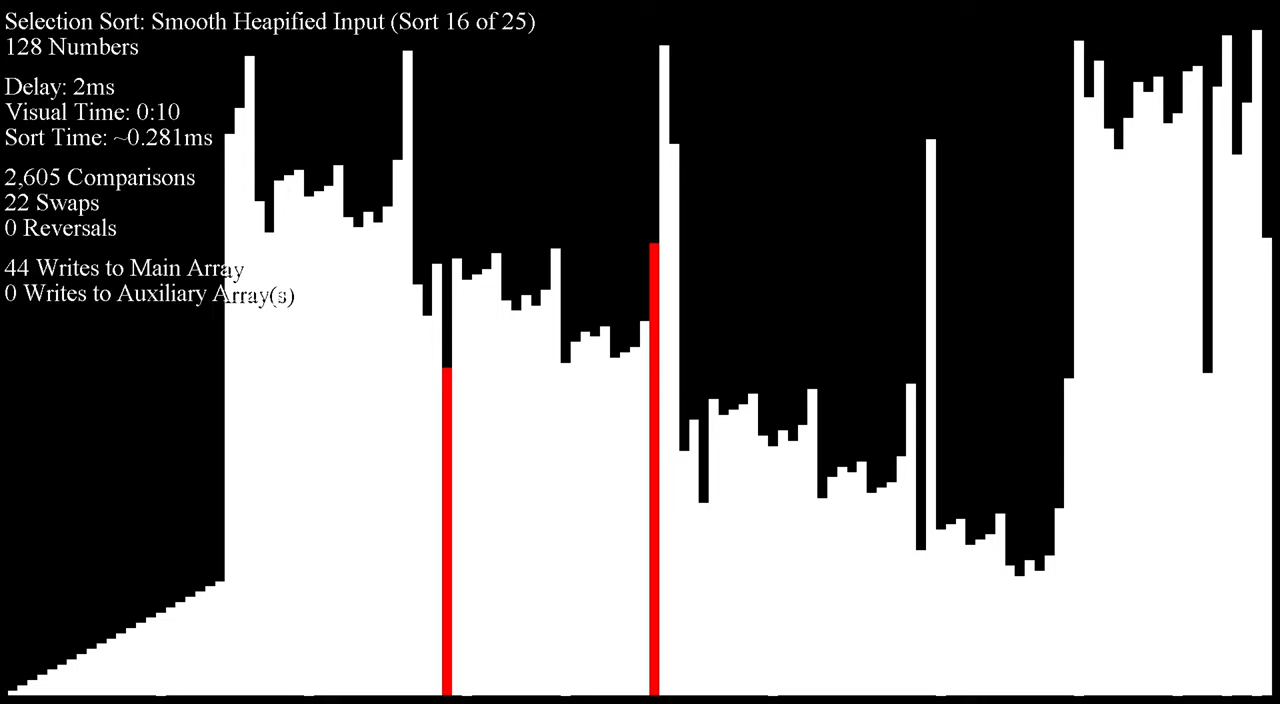 Selection Sort: Smooth Heapified Input (Sort 16 of 25)
128 Numbers
Delay: 2ms
Visual Time: 0:10
Sort Time: ~0.281ms
2,605 Comparisons
22 Swaps
0 Reversals
44 Writes to Main Array
0 Writes to Auxiliary Array(s)